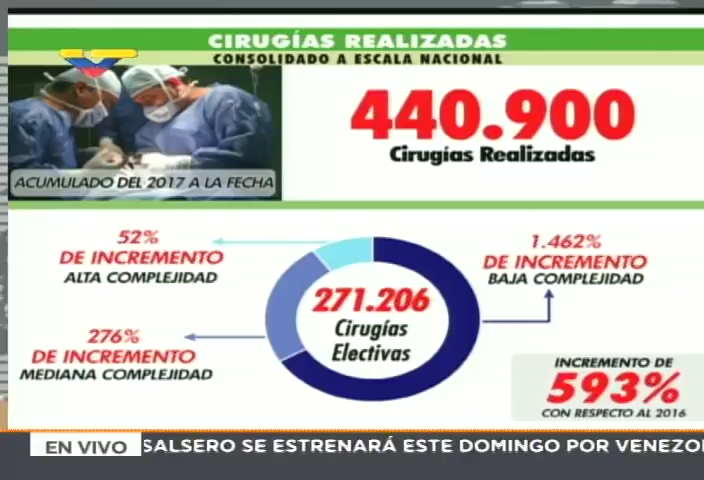 CIRUGÍAS REALIZADAS
CONSOLIDADO A ESCALA NACIONAL
440.900
Cirugías Realizadas
ACUMULADO DEL 2017 A LA FECHA
52%
DE INCREMENTO
ALTA COMPLEJIDAD
1.462%
DE INCREMENTO
BAJA COMPLEJIDAD
271.206
Cirugías
Electivas
276%
DE INCREMENTO
MEDIANA COMPLEJIDAD
INCREMENTO DE
593%
CON RESPECTO AL 2016
EN VIVO SALSERO SE ESTRENARÁ ESTE DOMINGO POR VENEZO